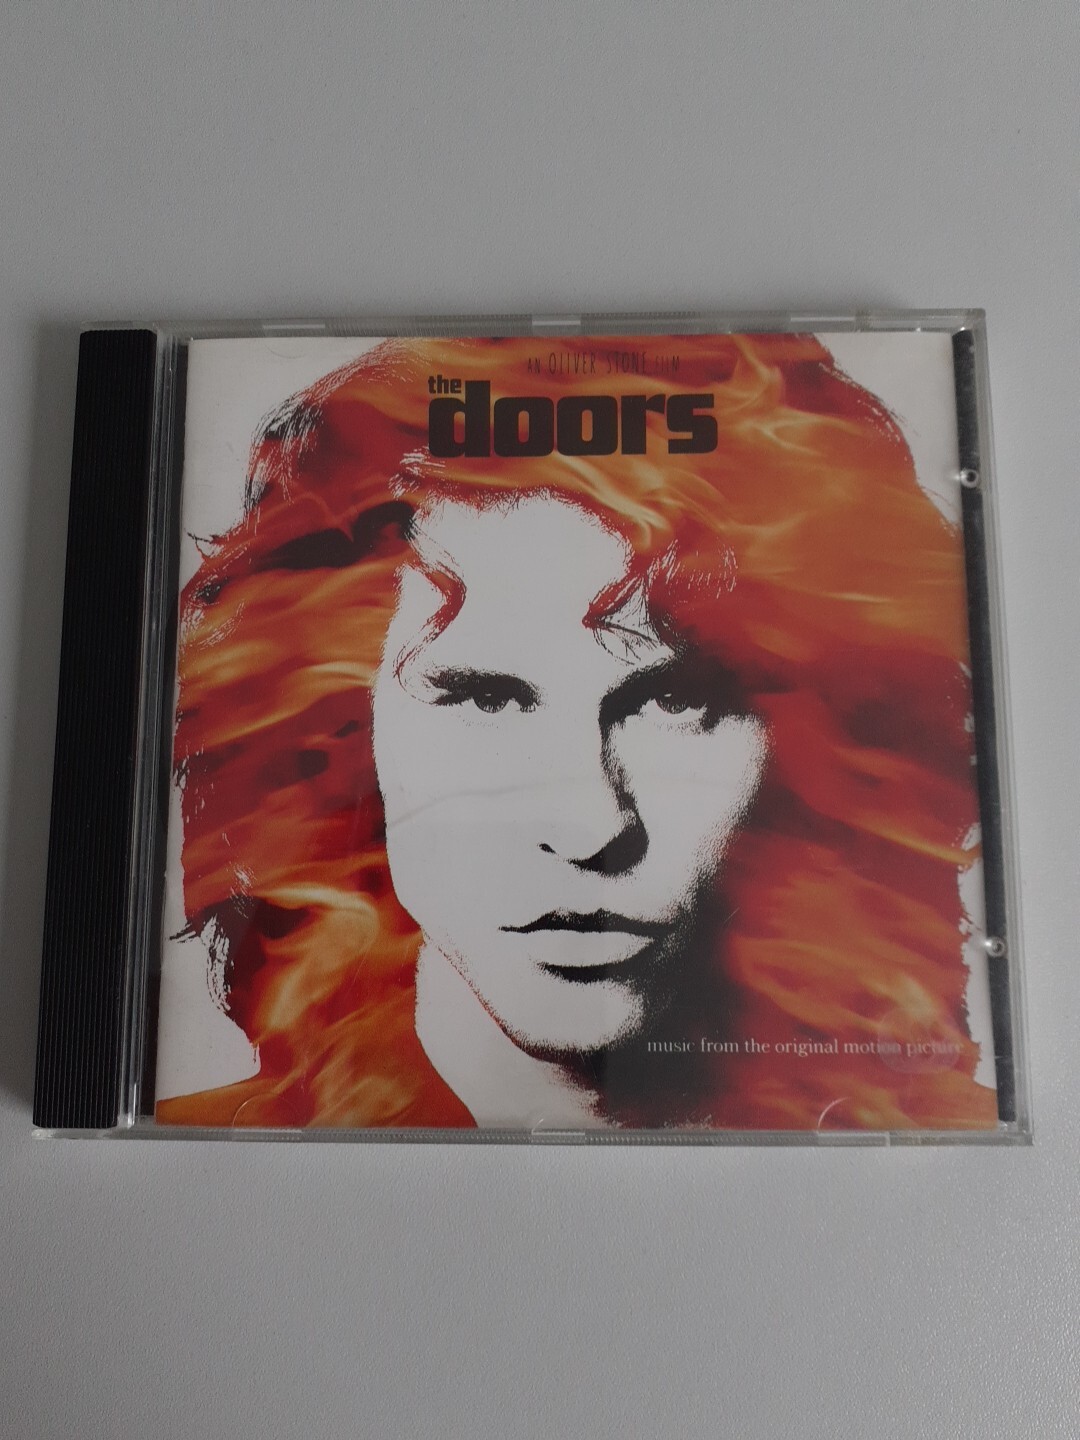 AN OLIVER STONE FILM
the
doors
music from the original motion picture